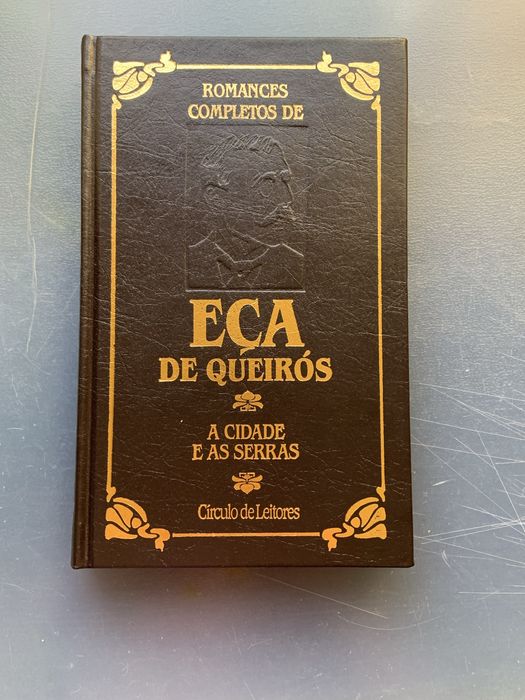 ROMANCES
COMPLETOS DE
EÇA
DE QUEIRÓS
A CIDADE
E AS SERRAS
Círculo de Leitores